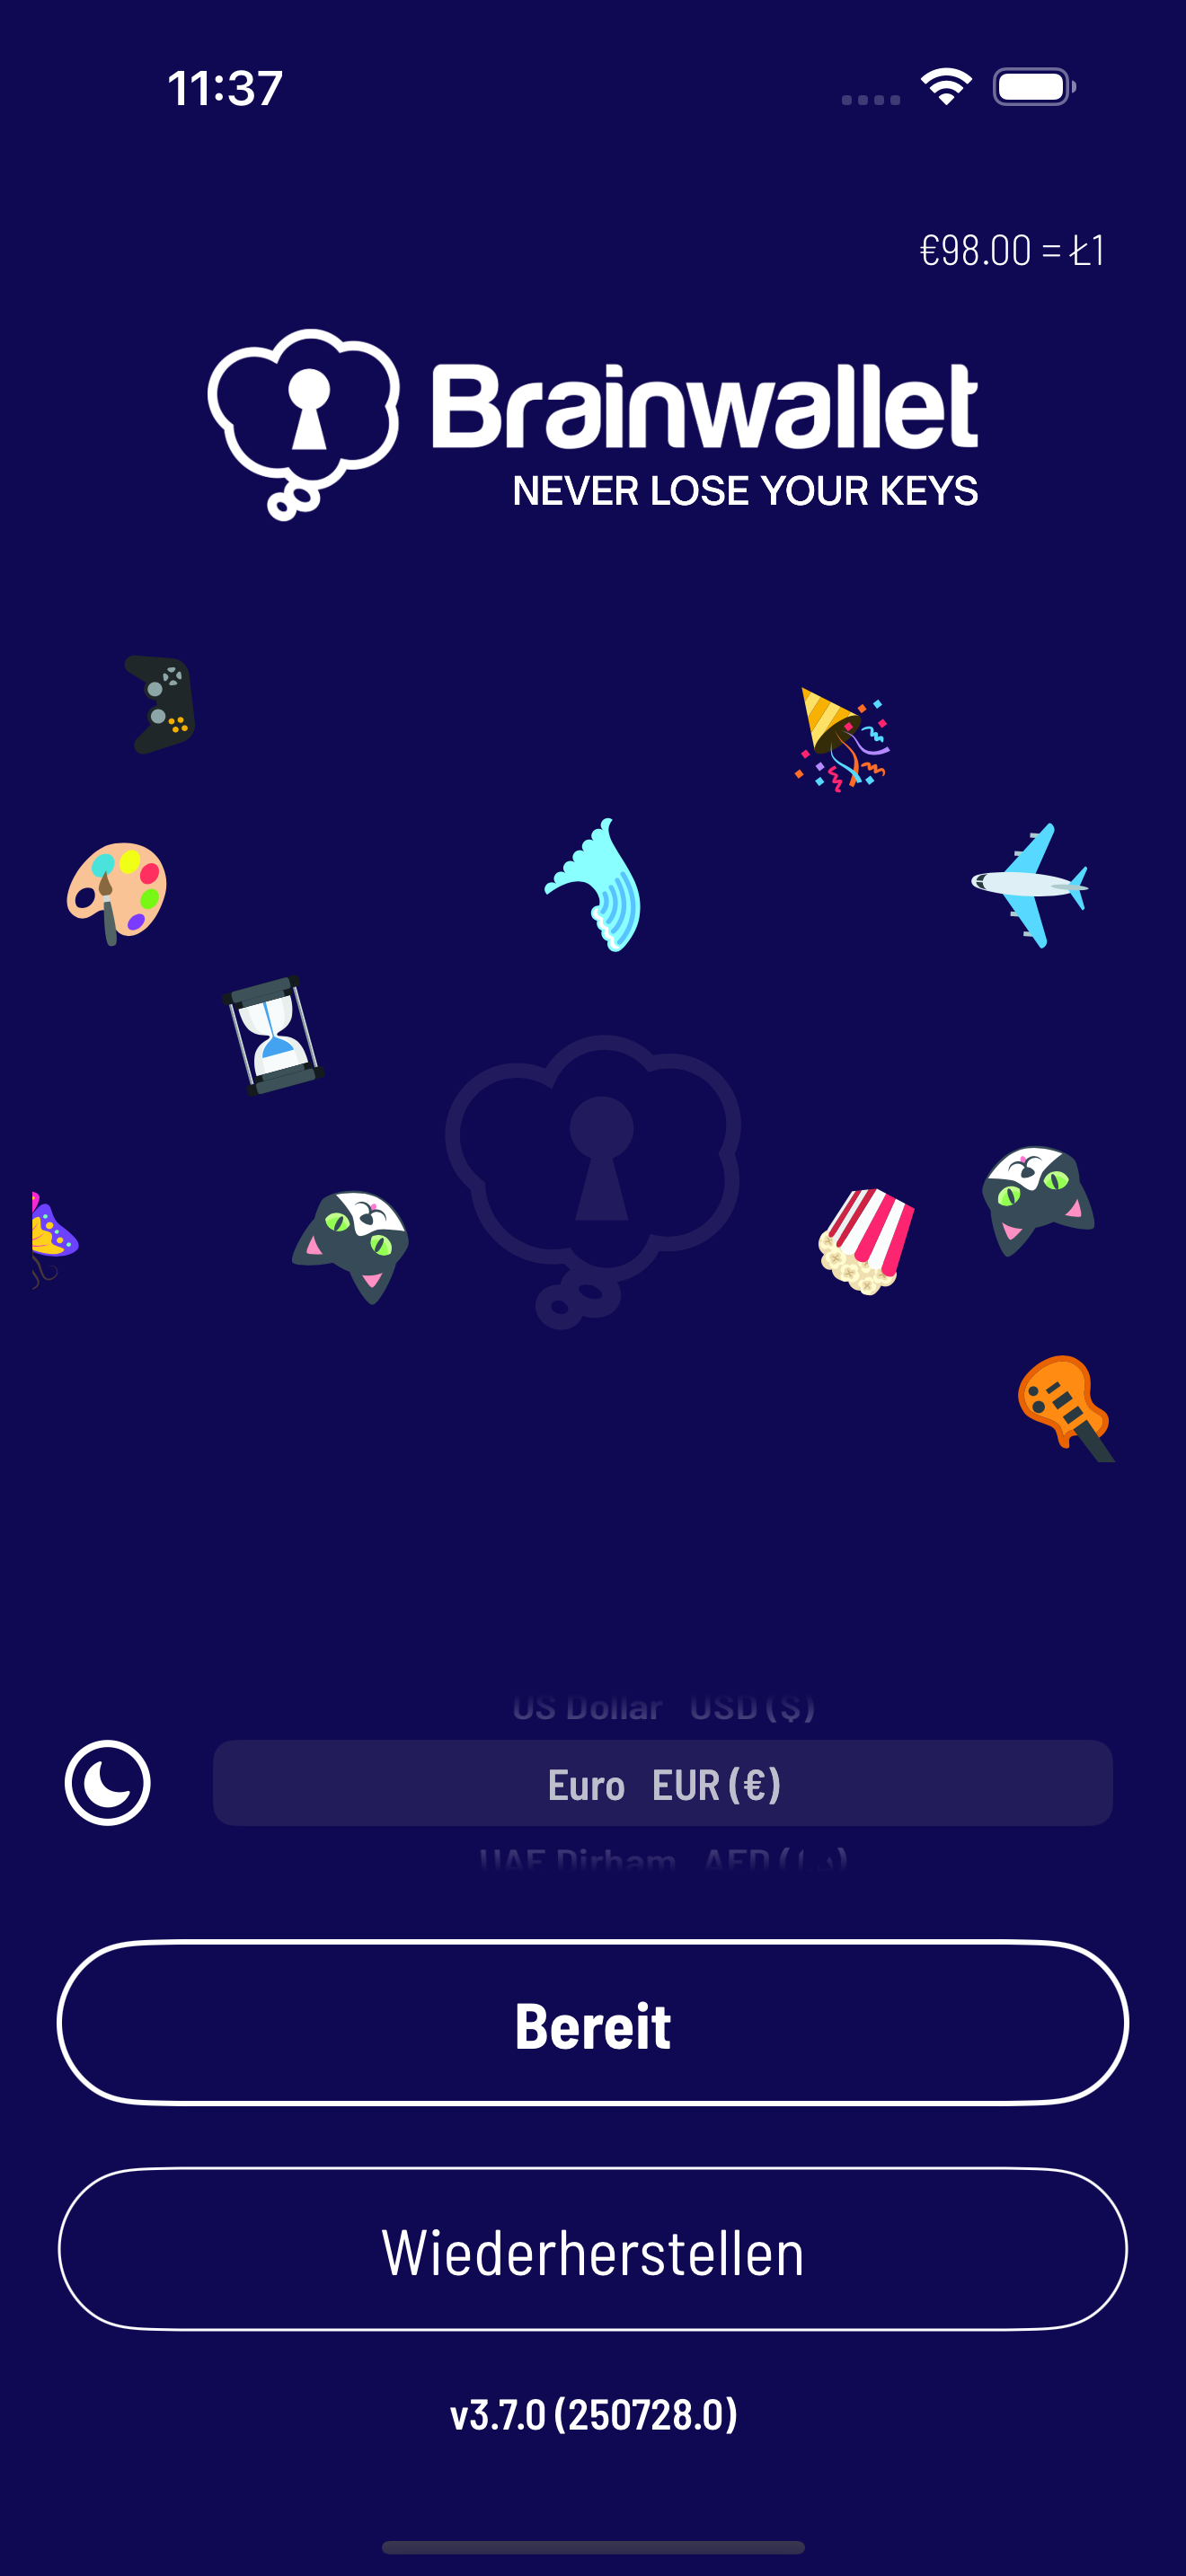 11:37
€98.00 = Ł1
Brainwallet
NEVER LOSE YOUR KEYS
US Dollar USD ($)
Euro EUR (€)
UAE Dirham AED (د.إ)
Bereit
Wiederherstellen
v3.7.0 (250728.0)